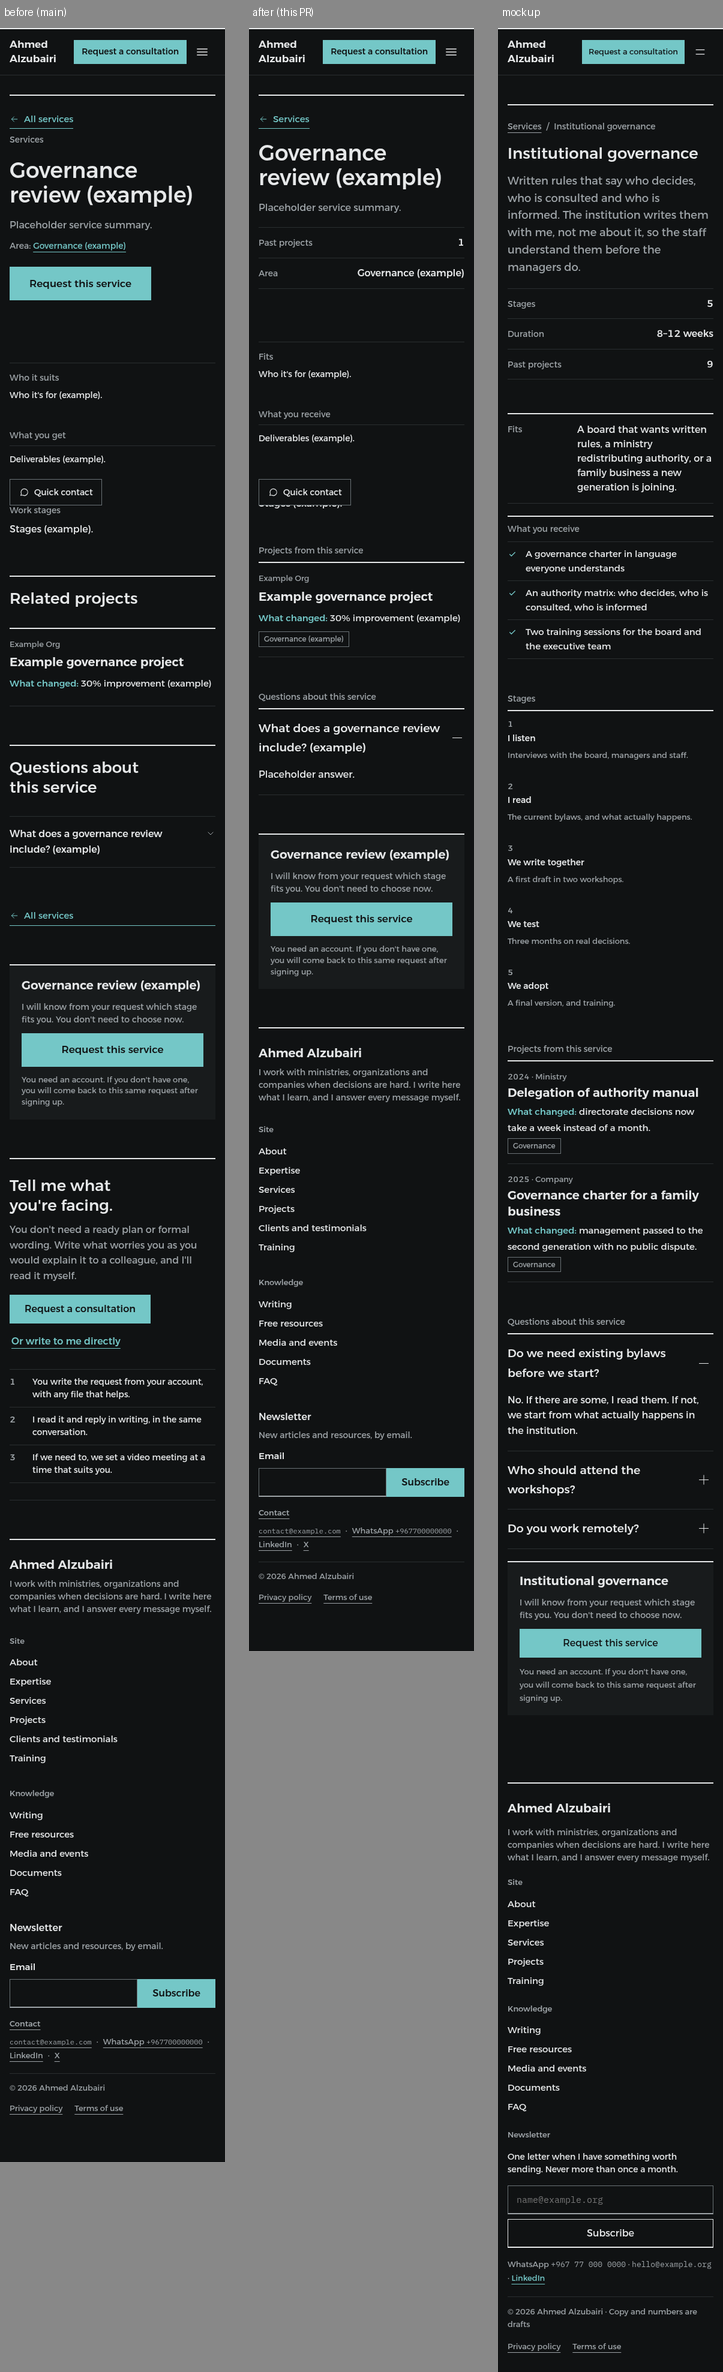 before (main)
Ahmed
Alzubairi
Request a consultation
← All services
Services
Governance
review (example)
Placeholder service summary.
Area: Governance (example)
Request this service
Who it suits
Who it's for (example).
What you get
Deliverables (example).
Quick contact
Work stages
Stages (example).
Related projects
Example Org
Example governance project
What changed: 30% improvement (example)
Questions about
this service
What does a governance review
include? (example)
← All services
Governance review (example)
I will know from your request which stage
fits you. You don't need to choose now.
Request this service
You need an account. If you don't have one,
you will come back to this same request after
signing up.
Tell me what
you're facing.
You don't need a ready plan or formal
wording. Write what worries you as you
would explain it to a colleague, and I'll
read it myself.
Request a consultation
Or write to me directly
1 You write the request from your account,
with any file that helps.
2 I read it and reply in writing, in the same
conversation.
3 If we need to, we set a video meeting at a
time that suits you.
Ahmed Alzubairi
I work with ministries, organizations and
companies when decisions are hard. I write here
what I learn, and I answer every message myself.
Site
About
Expertise
Services
Projects
Clients and testimonials
Training
Knowledge
Writing
Free resources
Media and events
Documents
FAQ
Newsletter
New articles and resources, by email.
Email
Subscribe
Contact
contact@example.com · WhatsApp +967700000000 ·
LinkedIn · X
© 2026 Ahmed Alzubairi
Privacy policy Terms of use
after (this PR)
Ahmed
Alzubairi
Request a consultation
← Services
Governance
review (example)
Placeholder service summary.
Past projects 1
Area Governance (example)
Fits
Who it's for (example).
What you receive
Deliverables (example).
Quick contact
Stages (example).
Projects from this service
Example Org
Example governance project
What changed: 30% improvement (example)
Governance (example)
Questions about this service
What does a governance review
include? (example)
Placeholder answer.
Governance review (example)
I will know from your request which stage
fits you. You don't need to choose now.
Request this service
You need an account. If you don't have one,
you will come back to this same request after
signing up.
Ahmed Alzubairi
I work with ministries, organizations and
companies when decisions are hard. I write here
what I learn, and I answer every message myself.
Site
About
Expertise
Services
Projects
Clients and testimonials
Training
Knowledge
Writing
Free resources
Media and events
Documents
FAQ
Newsletter
New articles and resources, by email.
Email
Subscribe
Contact
contact@example.com · WhatsApp +967700000000 ·
LinkedIn · X
© 2026 Ahmed Alzubairi
Privacy policy Terms of use
mockup
Ahmed
Alzubairi
Request a consultation
Services / Institutional governance
Institutional governance
Written rules that say who decides,
who is consulted and who is
informed. The institution writes them
with me, not me about it, so the staff
understand them before the
managers do.
Stages 5
Duration 8–12 weeks
Past projects 9
Fits A board that wants written
rules, a ministry
redistributing authority, or a
family business a new
generation is joining.
What you receive
A governance charter in language
everyone understands
An authority matrix: who decides, who is
consulted, who is informed
Two training sessions for the board and
the executive team
Stages
1
I listen
Interviews with the board, managers and staff.
2
I read
The current bylaws, and what actually happens.
3
We write together
A first draft in two workshops.
4
We test
Three months on real decisions.
5
We adopt
A final version, and training.
Projects from this service
2024 · Ministry
Delegation of authority manual
What changed: directorate decisions now
take a week instead of a month.
Governance
2025 · Company
Governance charter for a family
business
What changed: management passed to the
second generation with no public dispute.
Governance
Questions about this service
Do we need existing bylaws
before we start?
No. If there are some, I read them. If not,
we start from what actually happens in
the institution.
Who should attend the
workshops?
Do you work remotely?
Institutional governance
I will know from your request which stage
fits you. You don't need to choose now.
Request this service
You need an account. If you don't have one,
you will come back to this same request after
signing up.
Ahmed Alzubairi
I work with ministries, organizations and
companies when decisions are hard. I write here
what I learn, and I answer every message myself.
Site
About
Expertise
Services
Projects
Training
Knowledge
Writing
Free resources
Media and events
Documents
FAQ
Newsletter
One letter when I have something worth
sending. Never more than once a month.
name@example.org
Subscribe
WhatsApp +967 77 000 0000 · hello@example.org
· LinkedIn
© 2026 Ahmed Alzubairi · Copy and numbers are
drafts
Privacy policy Terms of use